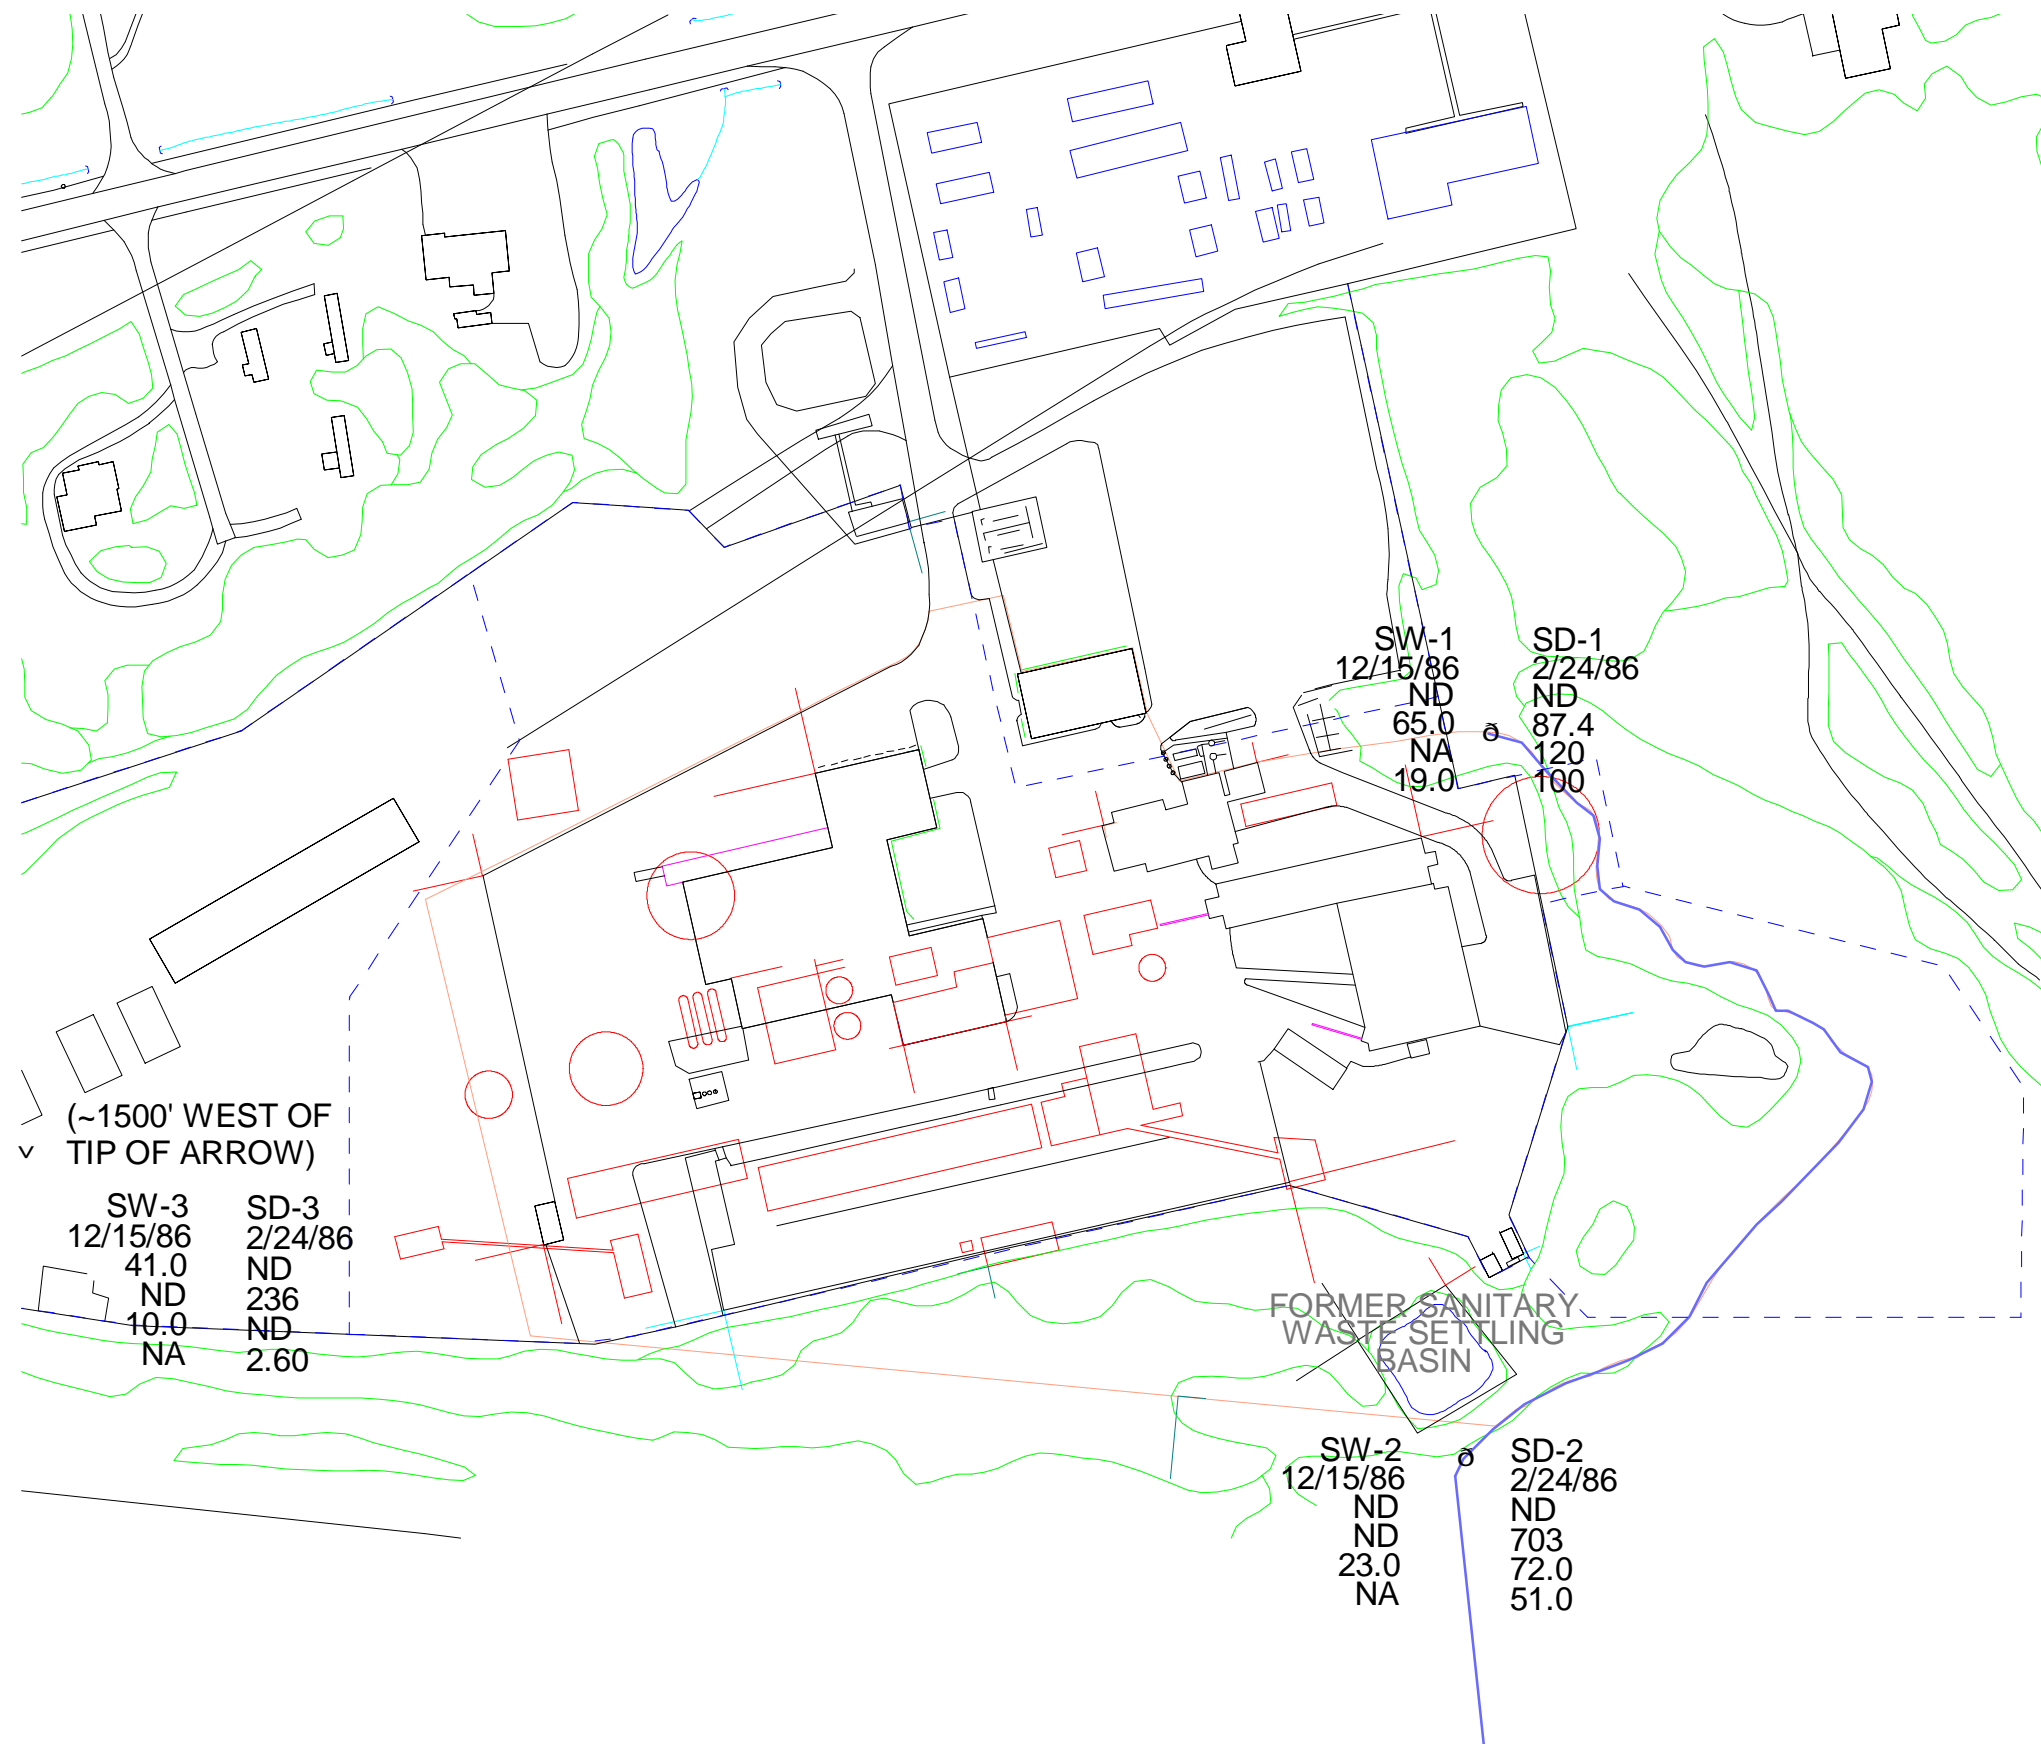 SW-1
12/15/86
ND
65.0
NA
19.0
SD-1
2/24/86
ND
87.4
120
100
(~1500' WEST OF
TIP OF ARROW)
SW-3
12/15/86
41.0
ND
10.0
NA
SD-3
2/24/86
ND
236
ND
2.60
FORMER SANITARY
WASTE SETTLING
BASIN
SW-2
12/15/86
ND
ND
23.0
NA
SD-2
2/24/86
ND
703
72.0
51.0